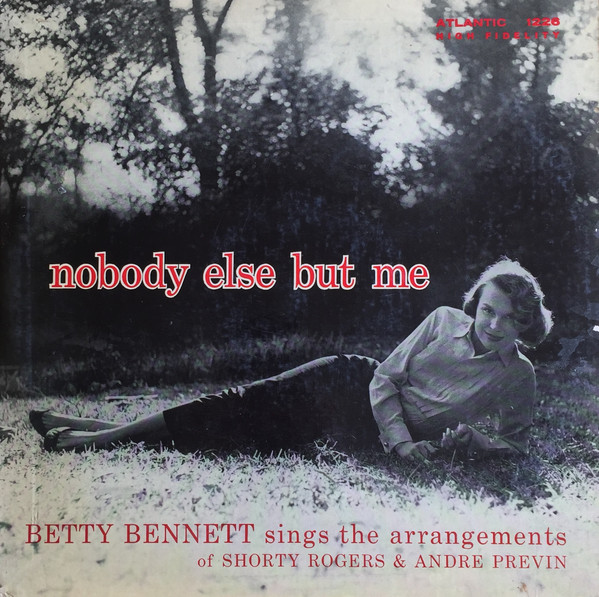 ATLANTIC 1226
HIGH FIDELITY
nobody else but me
BETTY BENNETT sings the arrangements
of SHORTY ROGERS & ANDRE PREVIN